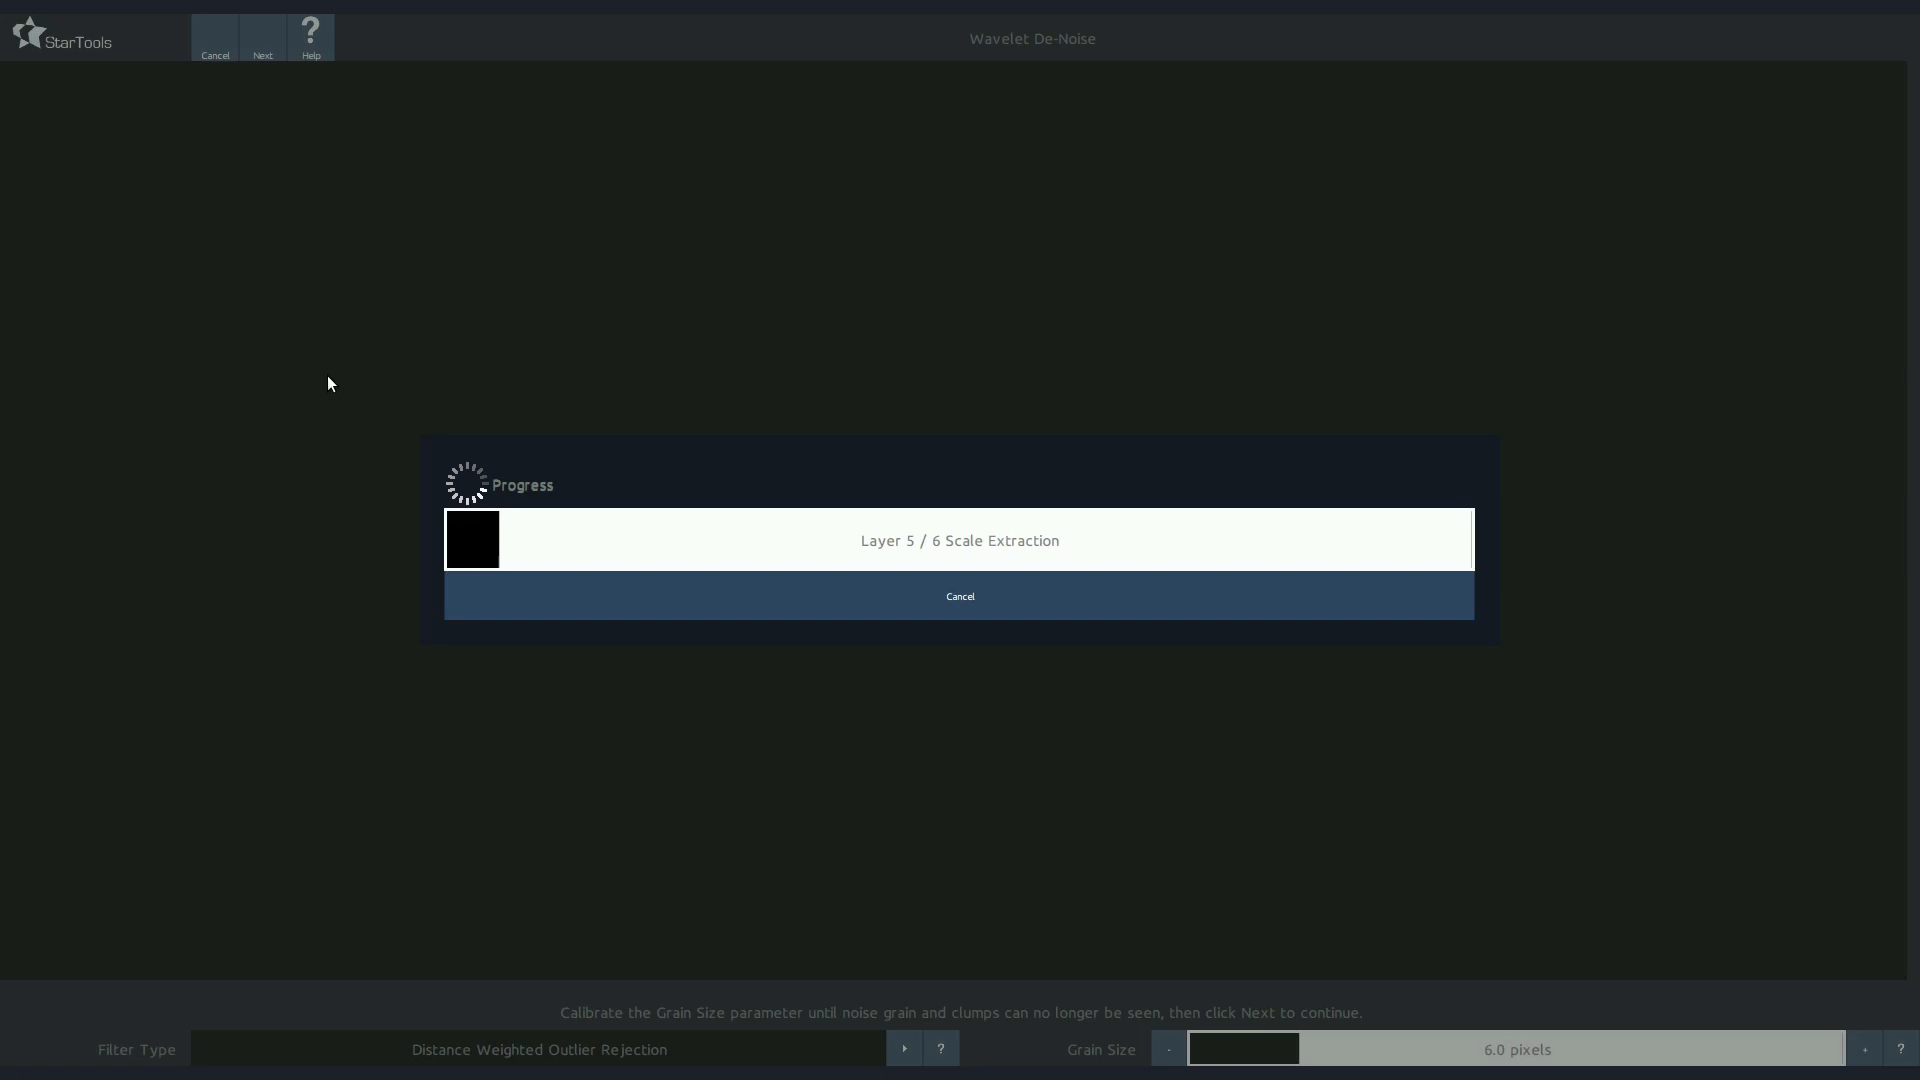 StarTools
Cancel
Next
Help
?
Wavelet De-Noise
Progress
Layer 5 / 6 Scale Extraction
Cancel
Calibrate the Grain Size parameter until noise grain and clumps can no longer be seen, then click Next to continue.
Filter Type
Distance Weighted Outlier Rejection
?
Grain Size
-
6.0 pixels
+
?